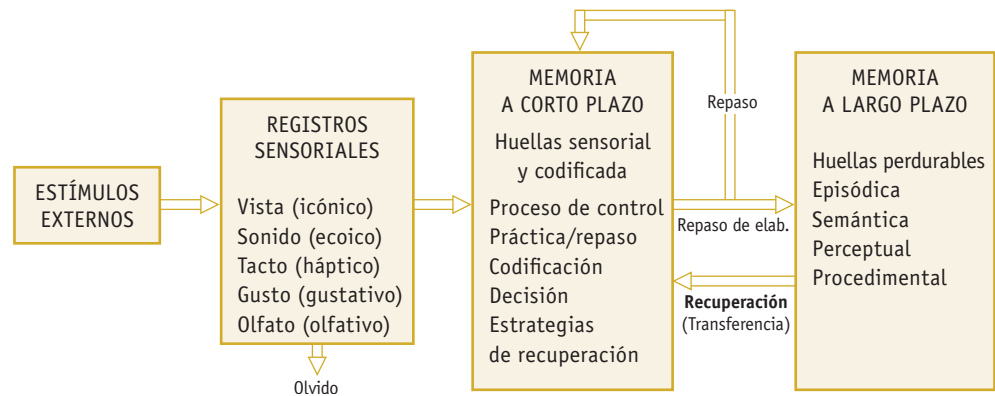 ESTÍMULOS
EXTERNOS
REGISTROS
SENSORIALES
Vista (icónico)
Sonido (ecoico)
Tacto (háptico)
Gusto (gustativo)
Olfato (olfativo)
Olvido
MEMORIA
A CORTO PLAZO
Huellas sensorial
y codificada
Proceso de control
Práctica/repaso
Codificación
Decisión
Estrategias
de recuperación
Repaso
Repaso de elab.
Recuperación
(Transferencia)
MEMORIA
A LARGO PLAZO
Huellas perdurables
Episódica
Semántica
Perceptual
Procedimental